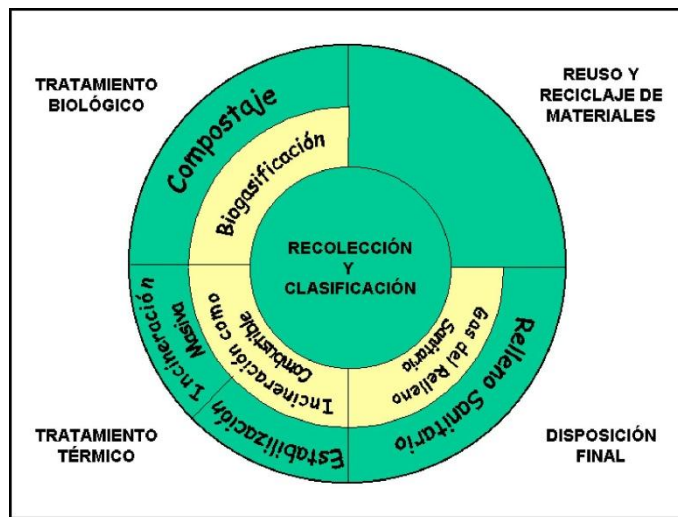 TRATAMIENTO
BIOLÓGICO
REUSO Y
RECICLAJE DE
MATERIALES
Compostaje
Biogasificación
RECOLECCIÓN
Y
CLASIFICACIÓN
Incineración
Masiva
Incineración como
Combustible
Estabilización
Gas del Relleno
Sanitario
Relleno Sanitario
TRATAMIENTO
TÉRMICO
DISPOSICIÓN
FINAL